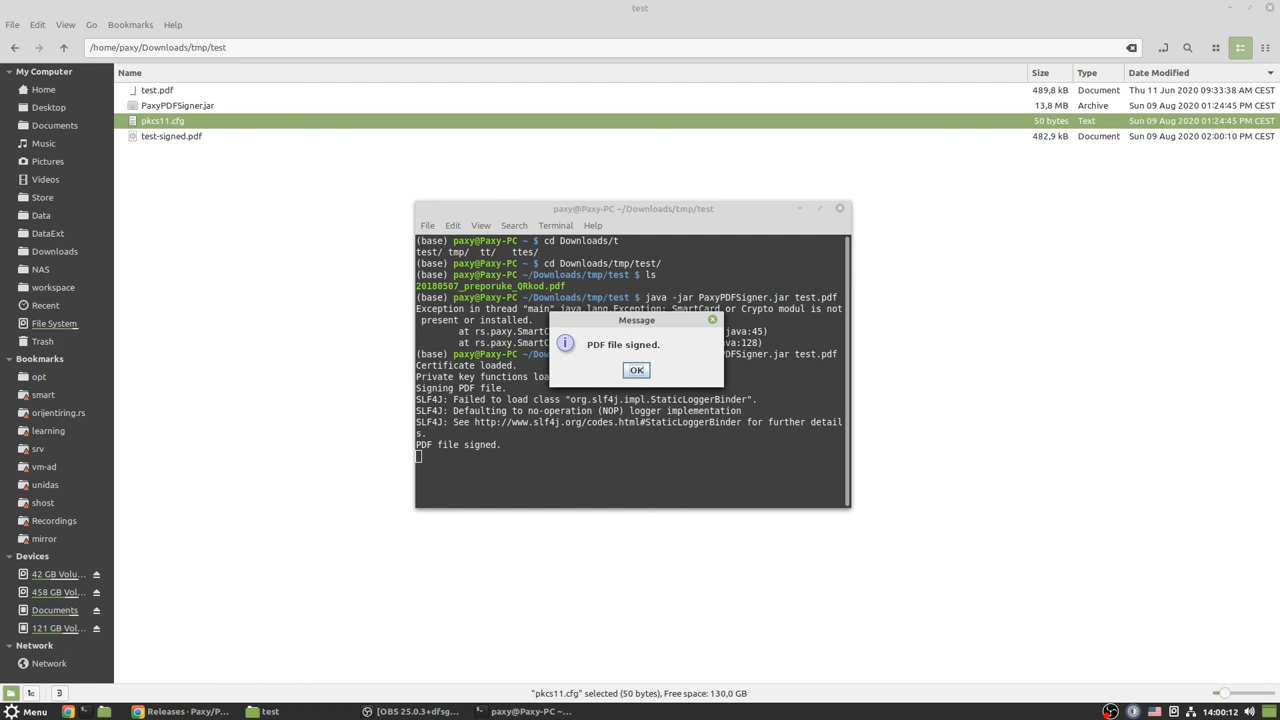 test
File Edit View Go Bookmarks Help
/home/paxy/Downloads/tmp/test
My Computer
Home
Desktop
Documents
Music
Pictures
Videos
Store
Data
DataExt
Downloads
NAS
workspace
Recent
File System
Trash
Bookmarks
opt
smart
orijentiring.rs
learning
srv
vm-ad
unidas
shost
Recordings
mirror
Devices
42 GB Volu...
458 GB Vol...
Documents
121 GB Vol...
Network
Network
Name Size Type Date Modified
test.pdf 489,8 kB Document Thu 11 Jun 2020 09:33:38 AM CEST
PaxyPDFSigner.jar 13,8 MB Archive Sun 09 Aug 2020 01:24:45 PM CEST
pkcs11.cfg 50 bytes Text Sun 09 Aug 2020 01:24:45 PM CEST
test-signed.pdf 482,9 kB Document Sun 09 Aug 2020 02:00:10 PM CEST
paxy@Paxy-PC ~/Downloads/tmp/test
File Edit View Search Terminal Help
(base) paxy@Paxy-PC ~ $ cd Downloads/t
test/ tmp/ tt/ ttes/
(base) paxy@Paxy-PC ~ $ cd Downloads/tmp/test/
(base) paxy@Paxy-PC ~/Downloads/tmp/test $ ls
20180507_preporuke_QRkod.pdf
(base) paxy@Paxy-PC ~/Downloads/tmp/test $ java -jar PaxyPDFSigner.jar test.pdf
Exception in thread "main" java.lang.Exception: SmartCard or Crypto modul is not
present or installed.
at rs.paxy.SmartC java:45)
at rs.paxy.SmartC java:128)
(base) paxy@Paxy-PC ~/Dow PDFSigner.jar test.pdf
Certificate loaded.
Private key functions loa
Signing PDF file.
SLF4J: Failed to load class "org.slf4j.impl.StaticLoggerBinder".
SLF4J: Defaulting to no-operation (NOP) logger implementation
SLF4J: See http://www.slf4j.org/codes.html#StaticLoggerBinder for further detail
s.
PDF file signed.
Message
PDF file signed.
OK
"pkcs11.cfg" selected (50 bytes), Free space: 130,0 GB
Menu Releases · Paxy/P... test [OBS 25.0.3+dfsg... paxy@Paxy-PC ~/D... 14:00:12